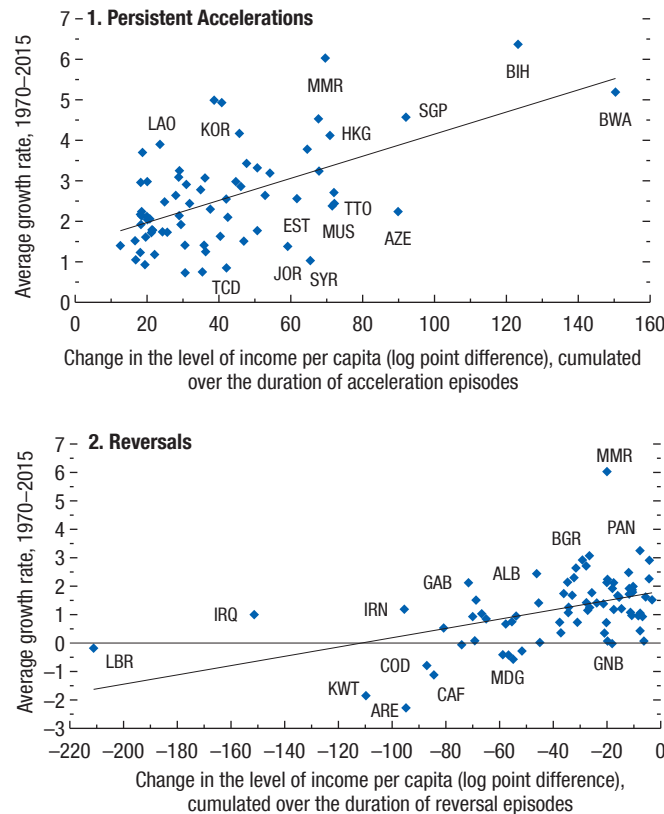 1. Persistent Accelerations
7
6
5
4
3
2
1
0
Average growth rate, 1970–2015
MMR
BIH
BWA
SGP
HKG
KOR
LAO
EST
TTO
MUS
AZE
JOR
SYR
TCD
0 20 40 60 80 100 120 140 160
Change in the level of income per capita (log point difference), cumulated
over the duration of acceleration episodes
2. Reversals
7
6
5
4
3
2
1
0
−1
−2
−3
Average growth rate, 1970–2015
MMR
PAN
BGR
ALB
GAB
IRN
IRQ
LBR
COD
CAF
MDG
GNB
KWT
ARE
−220 −200 −180 −160 −140 −120 −100 −80 −60 −40 −20 0
Change in the level of income per capita (log point difference),
cumulated over the duration of reversal episodes